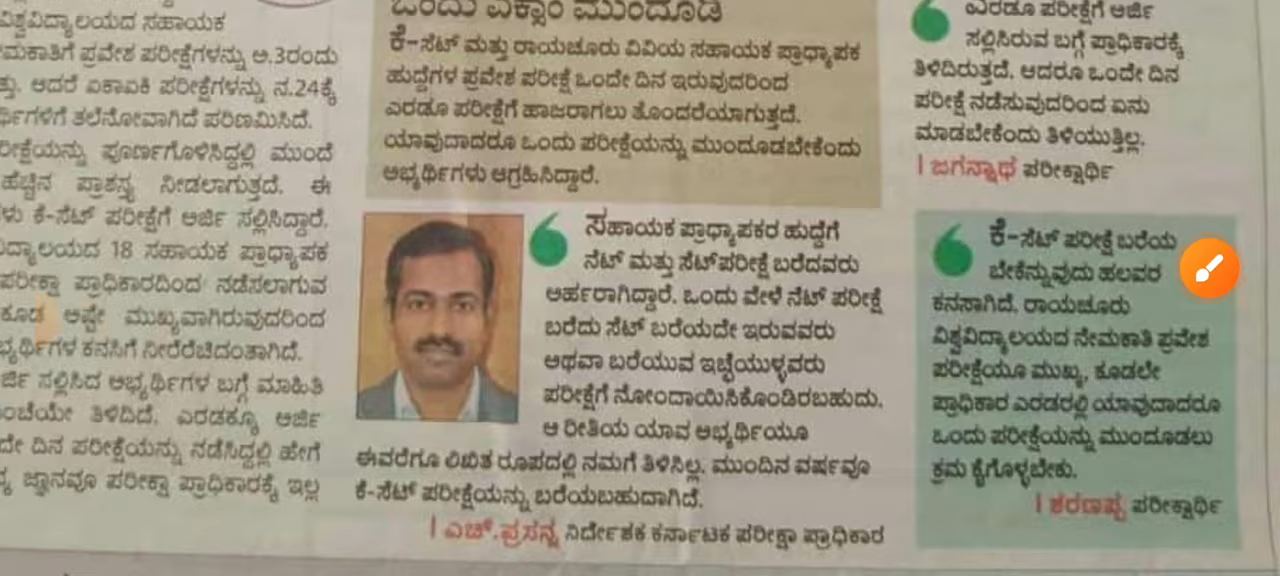 ವಿಶ್ವವಿದ್ಯಾಲಯದ ಸಹಾಯಕ
ನೇಮಕಾತಿಗೆ ಪ್ರವೇಶ ಪರೀಕ್ಷೆಗಳನ್ನು ಅ.3ರಂದು
ಆದರೆ ಏಕಾಏಕಿ ಪರೀಕ್ಷೆಗಳನ್ನು ನ.24ಕ್ಕೆ
ತಲೆನೋವಾಗಿದೆ ಪರಿಣಮಿಸಿದೆ.
ಪೂರ್ಣಗೊಳಿಸಿದ್ದಲ್ಲಿ ಮುಂದೆ
ಹೆಚ್ಚಿನ ಪ್ರಾಶಸ್ತ್ಯ ನೀಡಲಾಗುತ್ತದೆ. ಈ
ಕೆ-ಸೆಟ್ ಪರೀಕ್ಷೆಗೆ ಅರ್ಜಿ ಸಲ್ಲಿಸಿದ್ದಾರೆ.
18 ಸಹಾಯಕ ಪ್ರಾಧ್ಯಾಪಕ
ಪರೀಕ್ಷಾ ಪ್ರಾಧಿಕಾರದಿಂದ ನಡೆಸಲಾಗುವ
ಕೂಡ ಅಷ್ಟೇ ಮುಖ್ಯವಾಗಿರುವುದರಿಂದ
ಕನಸಿಗೆ ನೀರೆರೆಚಿದಂತಾಗಿದೆ.
ಸಲ್ಲಿಸಿದ ಅಭ್ಯರ್ಥಿಗಳ ಬಗ್ಗೆ ಮಾಹಿತಿ
ತಿಳಿದಿದೆ. ಎರಡಕ್ಕೂ ಅರ್ಜಿ
ದಿನ ಪರೀಕ್ಷೆಯನ್ನು ನಡೆಸಿದ್ದಲ್ಲಿ ಹೇಗೆ
ಜ್ಞಾನವೂ ಪರೀಕ್ಷಾ ಪ್ರಾಧಿಕಾರಕ್ಕೆ ಇಲ್ಲ
ಒಂದು ಎಕ್ಸಾಂ ಮುಂದೂಡಿ
ಕೆ-ಸೆಟ್ ಮತ್ತು ರಾಯಚೂರು ವಿವಿಯ ಸಹಾಯಕ ಪ್ರಾಧ್ಯಾಪಕ
ಹುದ್ದೆಗಳ ಪ್ರವೇಶ ಪರೀಕ್ಷೆ ಒಂದೇ ದಿನ ಇರುವುದರಿಂದ
ಎರಡೂ ಪರೀಕ್ಷೆಗೆ ಹಾಜರಾಗಲು ತೊಂದರೆಯಾಗುತ್ತದೆ.
ಯಾವುದಾದರೂ ಒಂದು ಪರೀಕ್ಷೆಯನ್ನು ಮುಂದೂಡಬೇಕೆಂದು
ಅಭ್ಯರ್ಥಿಗಳು ಆಗ್ರಹಿಸಿದ್ದಾರೆ.
ಸಹಾಯಕ ಪ್ರಾಧ್ಯಾಪಕರ ಹುದ್ದೆಗೆ
ನೆಟ್ ಮತ್ತು ಸೆಟ್‌ಪರೀಕ್ಷೆ ಬರೆದವರು
ಅರ್ಹರಾಗಿದ್ದಾರೆ. ಒಂದು ವೇಳೆ ನೆಟ್ ಪರೀಕ್ಷೆ
ಬರೆದು ಸೆಟ್ ಬರೆಯದೇ ಇರುವವರು
ಅಥವಾ ಬರೆಯುವ ಇಚ್ಛೆಯುಳ್ಳವರು
ಪರೀಕ್ಷೆಗೆ ನೋಂದಾಯಿಸಿಕೊಂಡಿರಬಹುದು.
ಆ ರೀತಿಯ ಯಾವ ಅಭ್ಯರ್ಥಿಯೂ
ಈವರೆಗೂ ಲಿಖಿತ ರೂಪದಲ್ಲಿ ನಮಗೆ ತಿಳಿಸಿಲ್ಲ. ಮುಂದಿನ ವರ್ಷವೂ
ಕೆ-ಸೆಟ್ ಪರೀಕ್ಷೆಯನ್ನು ಬರೆಯಬಹುದಾಗಿದೆ.
| ಎಚ್.ಪ್ರಸನ್ನ ನಿರ್ದೇಶಕ ಕರ್ನಾಟಕ ಪರೀಕ್ಷಾ ಪ್ರಾಧಿಕಾರ
ಎರಡೂ ಪರೀಕ್ಷೆಗೆ ಅರ್ಜಿ
ಸಲ್ಲಿಸಿರುವ ಬಗ್ಗೆ ಪ್ರಾಧಿಕಾರಕ್ಕೆ
ತಿಳಿದಿರುತ್ತದೆ. ಆದರೂ ಒಂದೇ ದಿನ
ಪರೀಕ್ಷೆ ನಡೆಸುವುದರಿಂದ ಏನು
ಮಾಡಬೇಕೆಂದು ತಿಳಿಯುತ್ತಿಲ್ಲ.
| ಜಗನ್ನಾಥ ಪರೀಕ್ಷಾರ್ಥಿ
ಕೆ-ಸೆಟ್ ಪರೀಕ್ಷೆ ಬರೆಯ
ಬೇಕೆನ್ನುವುದು ಹಲವರ
ಕನಸಾಗಿದೆ. ರಾಯಚೂರು
ವಿಶ್ವವಿದ್ಯಾಲಯದ ನೇಮಕಾತಿ ಪ್ರವೇಶ
ಪರೀಕ್ಷೆಯೂ ಮುಖ್ಯ. ಕೂಡಲೇ
ಪ್ರಾಧಿಕಾರ ಎರಡರಲ್ಲಿ ಯಾವುದಾದರೂ
ಒಂದು ಪರೀಕ್ಷೆಯನ್ನು ಮುಂದೂಡಲು
ಕ್ರಮ ಕೈಗೊಳ್ಳಬೇಕು.
| ಶರಣಪ್ಪ ಪರೀಕ್ಷಾರ್ಥಿ